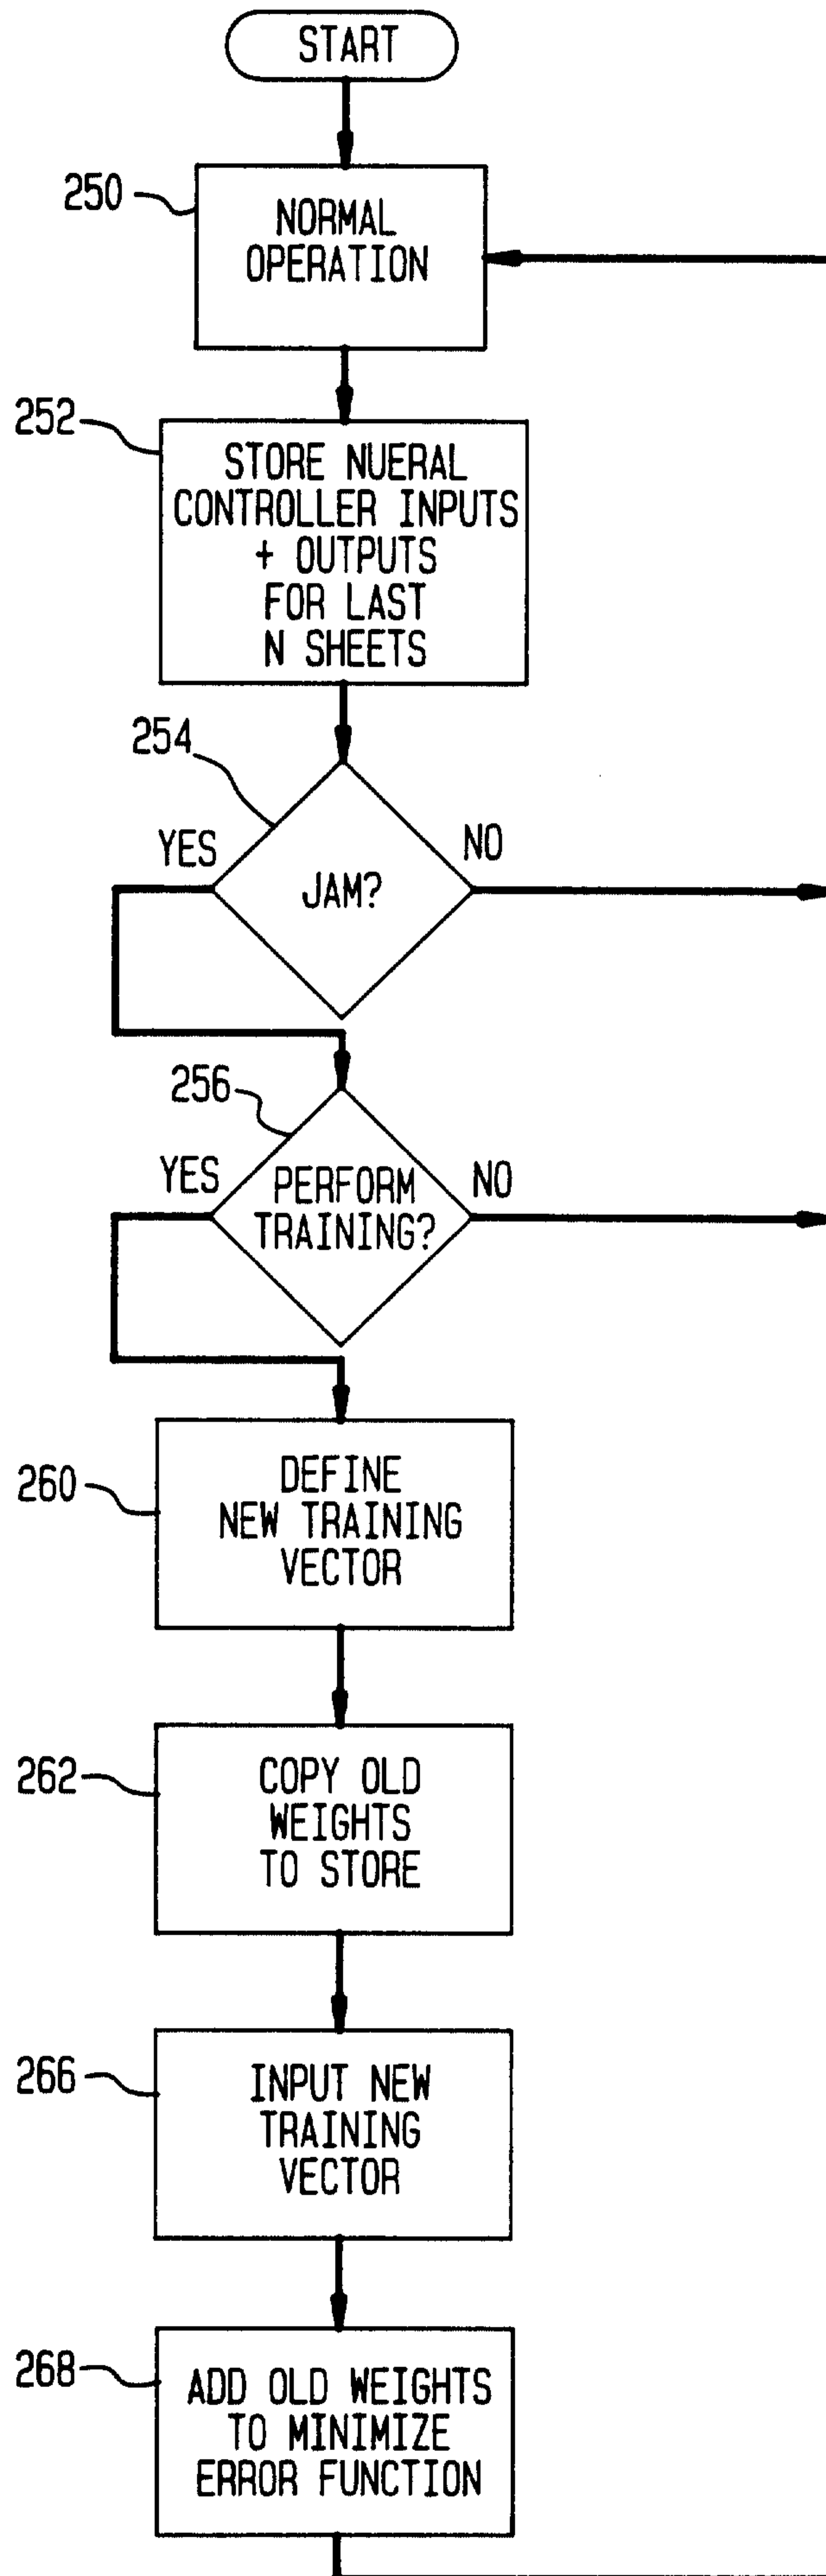 START
250
NORMAL
OPERATION
252
STORE NUERAL
CONTROLLER INPUTS
+ OUTPUTS
FOR LAST
N SHEETS
254
YES
NO
JAM?
256
YES
NO
PERFORM
TRAINING?
260
DEFINE
NEW TRAINING
VECTOR
262
COPY OLD
WEIGHTS
TO STORE
266
INPUT NEW
TRAINING
VECTOR
268
ADD OLD WEIGHTS
TO MINIMIZE
ERROR FUNCTION